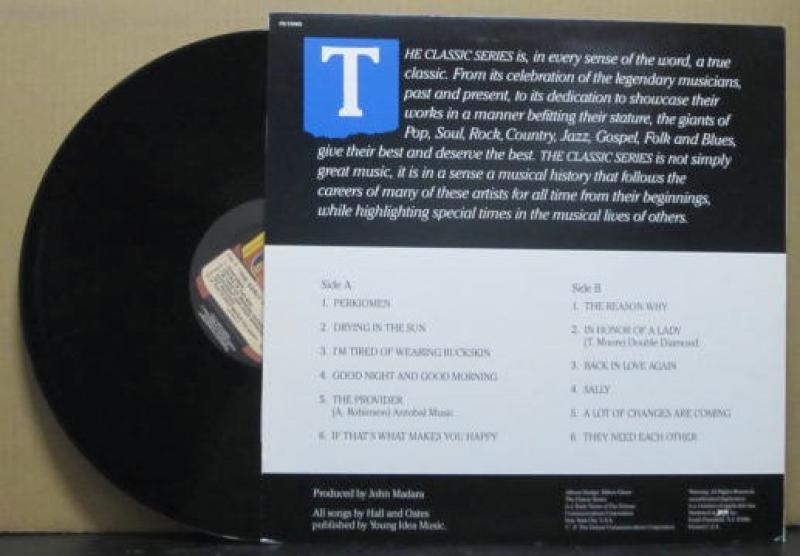 THE CLASSIC SERIES is, in every sense of the word, a true
classic. From its celebration of the legendary musicians,
past and present, to its dedication to showcase their
works in a manner befitting their stature, the giants of
Pop, Soul, Rock, Country, Jazz, Gospel, Folk and Blues,
give their best and deserve the best. THE CLASSIC SERIES is not simply
great music, it is in a sense a musical history that follows the
careers of many of these artists for all time from their beginnings,
while highlighting special times in the musical lives of others.
Side A
1. PERKIOMEN
2. DRYING IN THE SUN
3. I'M TIRED OF WEARING BUCKSKIN
4. GOOD NIGHT AND GOOD MORNING
5. THE PROVIDER
(A. Robinson) Antobal Music
6. IF THAT'S WHAT MAKES YOU HAPPY
Side B
1. THE REASON WHY
2. IN HONOR OF A LADY
(T. Moore) Double Diamond
3. BACK IN LOVE AGAIN
4. SALLY
5. A LOT OF CHANGES ARE COMING
6. THEY NEED EACH OTHER
Produced by John Madara
All songs by Hall and Oates
published by Young Idea Music.